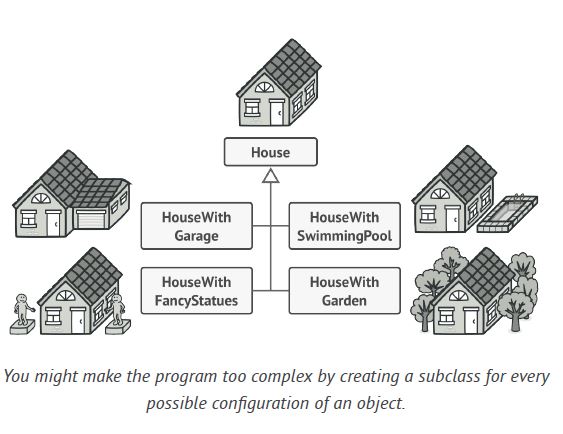 House
HouseWith
Garage
HouseWith
SwimmingPool
HouseWith
FancyStatues
HouseWith
Garden
You might make the program too complex by creating a subclass for every
possible configuration of an object.